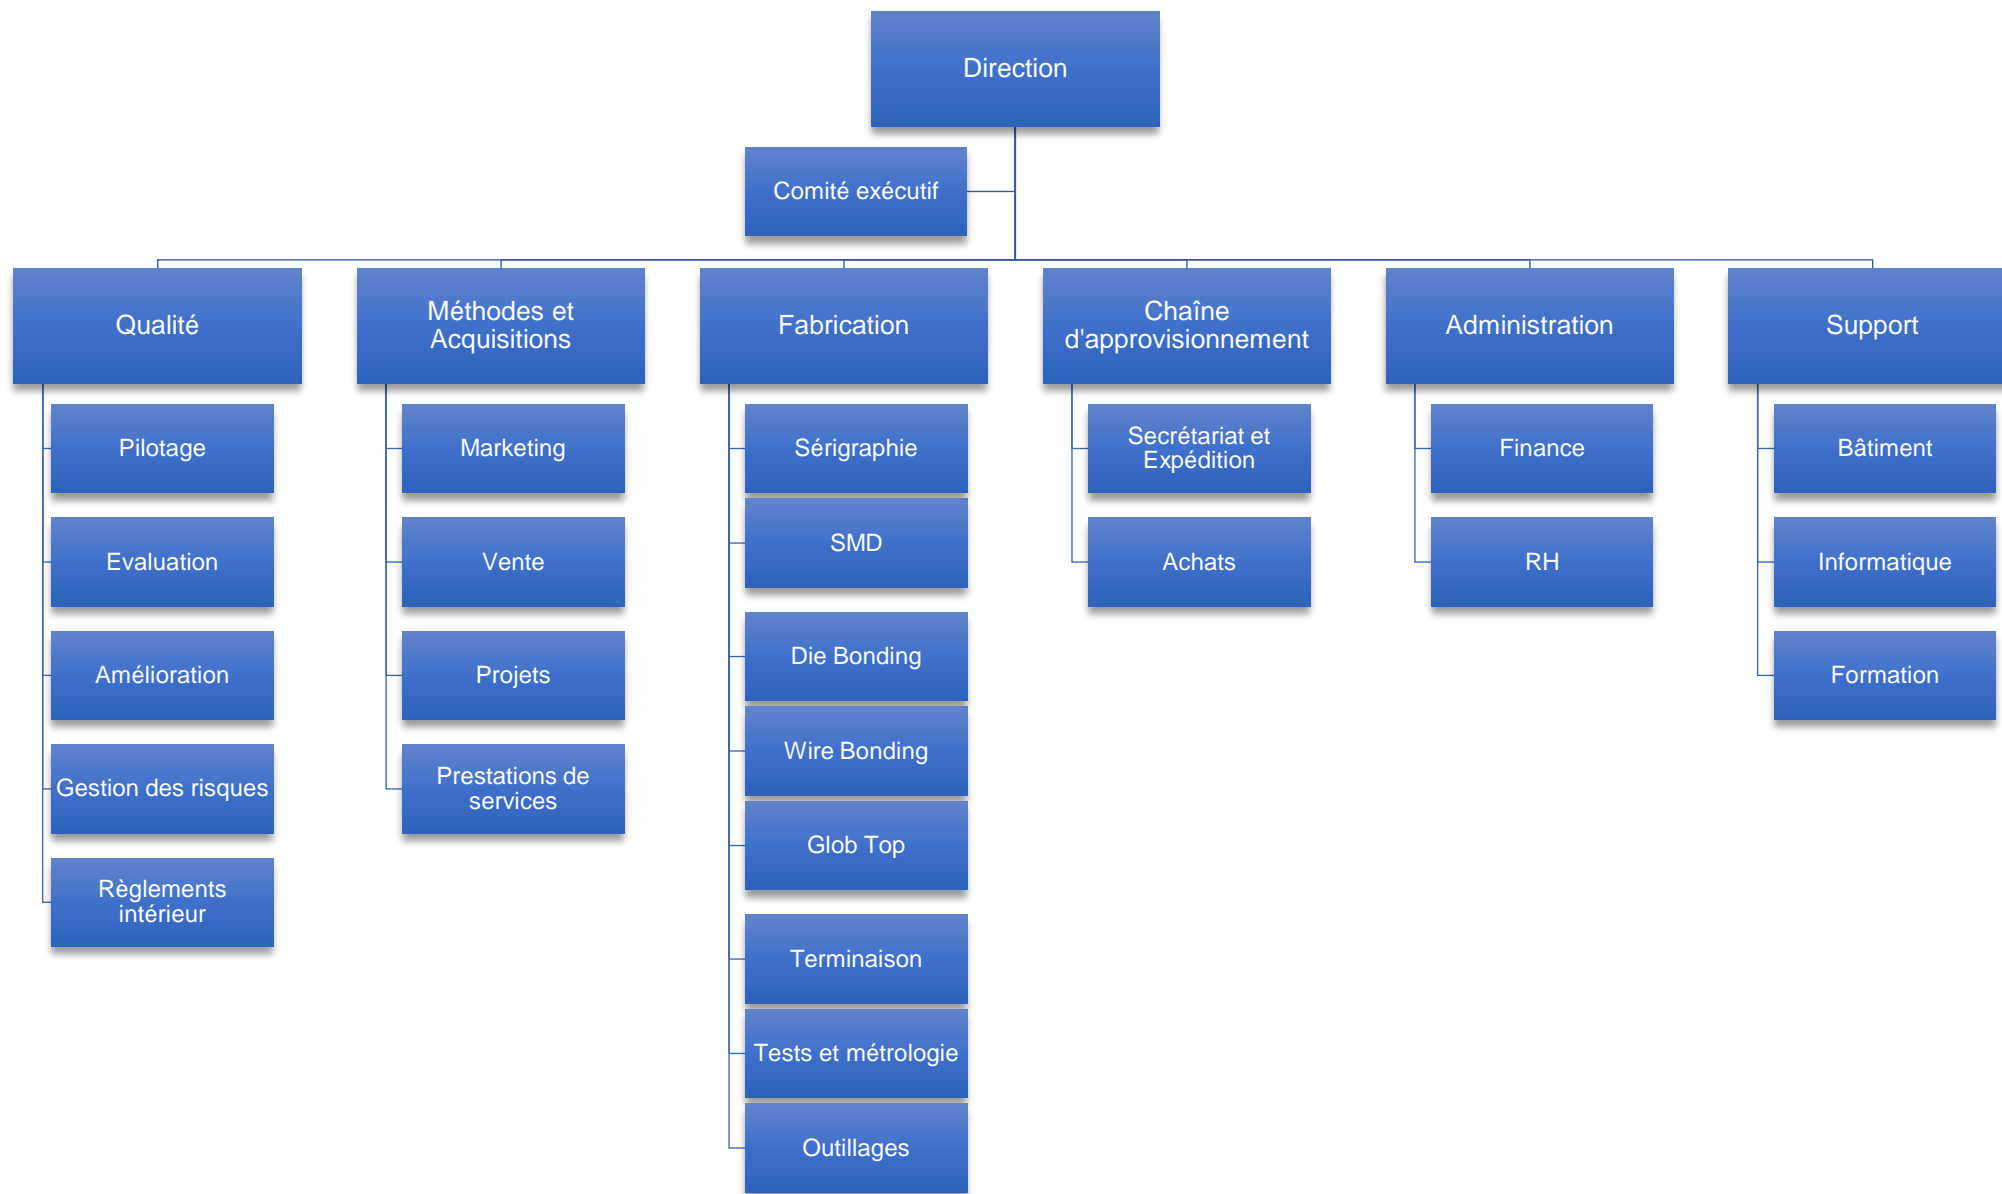 Direction
Comité exécutif
Qualité
Méthodes et
Acquisitions
Fabrication
Chaîne
d'approvisionnement
Administration
Support
Pilotage
Evaluation
Amélioration
Gestion des risques
Règlements
intérieur
Marketing
Vente
Projets
Prestations de
services
Sérigraphie
SMD
Die Bonding
Wire Bonding
Glob Top
Terminaison
Tests et métrologie
Outillages
Secrétariat et
Expédition
Achats
Finance
RH
Bâtiment
Informatique
Formation